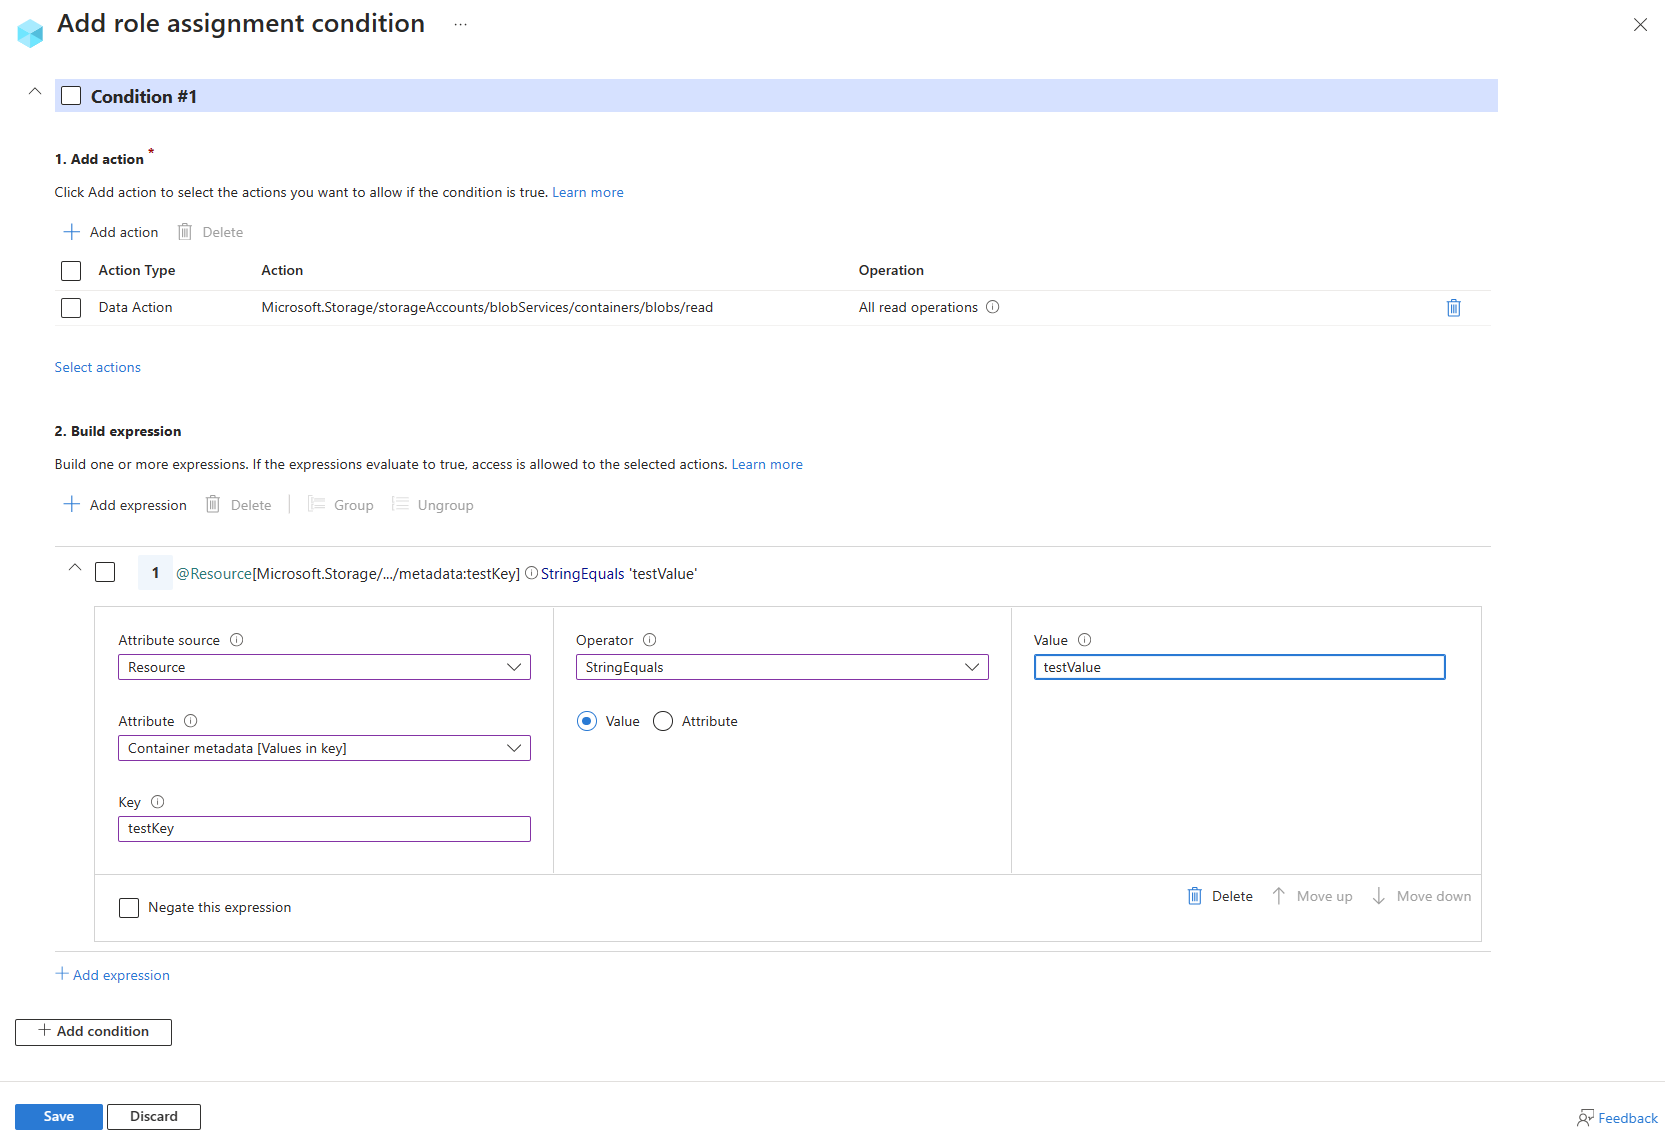 Add role assignment condition ...
Condition #1
1. Add action *
Click Add action to select the actions you want to allow if the condition is true. Learn more
Add action Delete
Action Type Action Operation
Data Action Microsoft.Storage/storageAccounts/blobServices/containers/blobs/read All read operations
Select actions
2. Build expression
Build one or more expressions. If the expressions evaluate to true, access is allowed to the selected actions. Learn more
Add expression Delete Group Ungroup
1 @Resource[Microsoft.Storage/.../metadata:testKey] StringEquals 'testValue'
Attribute source Operator Value
Resource StringEquals testValue
Attribute Value Attribute
Container metadata [Values in key]
Key
testKey
Negate this expression Delete Move up Move down
Add expression
Add condition
Save Discard Feedback